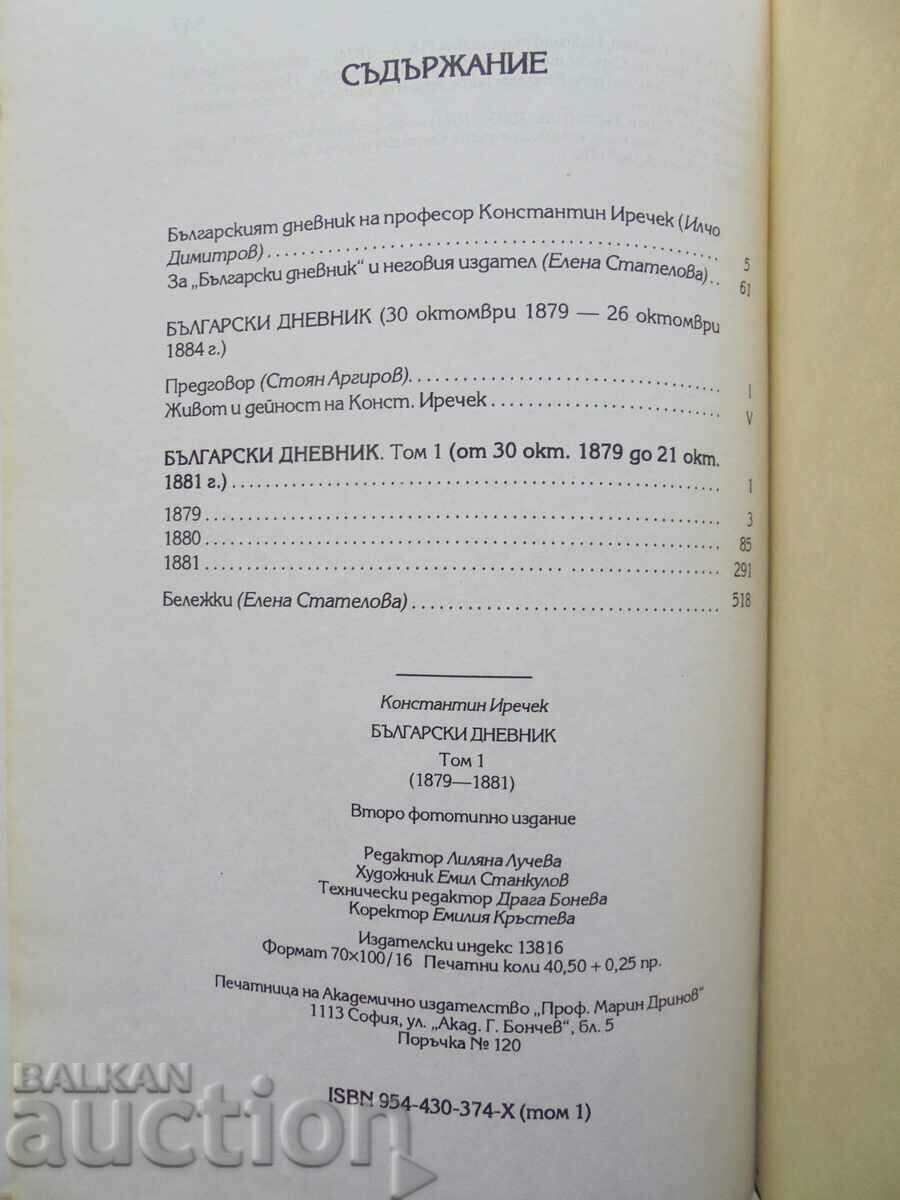 СЪДЪРЖАНИЕ
Българският дневник на професор Константин Иречек (Илчо
Димитров) 5
За „Български дневник“ и неговия издател (Елена Стателова) 61
БЪЛГАРСКИ ДНЕВНИК (30 октомври 1879 — 26 октомври
1884 г.)
Предговор (Стоян Аргиров) I
Живот и дейност на Конст. Иречек V
БЪЛГАРСКИ ДНЕВНИК. Том 1 (от 30 окт. 1879 до 21 окт.
1881 г.) 1
1879 3
1880 85
1881 291
Бележки (Елена Стателова) 518
Константин Иречек
БЪЛГАРСКИ ДНЕВНИК
Том 1
(1879—1881)
Второ фототипно издание
Редактор Лиляна Лучева
Художник Емил Станкулов
Технически редактор Драга Бонева
Коректор Емилия Кръстева
Издателски индекс 13816
Формат 70×100/16 Печатни коли 40,50 + 0,25 пр.
Печатница на Академично издателство „Проф. Марин Дринов“
1113 София, ул. „Акад. Г. Бончев“, бл. 5
Поръчка № 120
ISBN 954-430-374-X (том 1)
BALKAN
auction